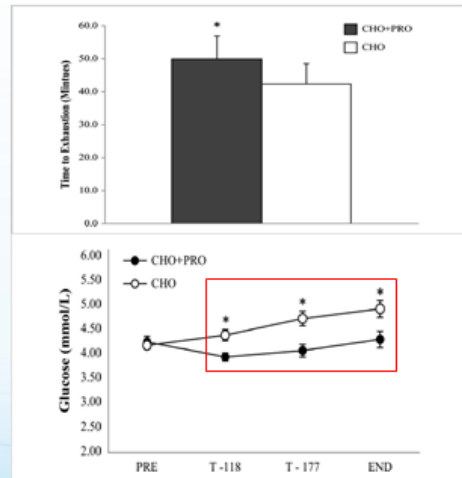 *
CHO+PRO
CHO
Time to Exhaustion (Mintues)
60.0
50.0
40.0
30.0
20.0
10.0
0.0
CHO+PRO
CHO
Glucose (mmol/L)
6.00
5.50
5.00
4.50
4.00
3.50
3.00
2.50
2.00
* * *
PRE T -118 T - 177 END